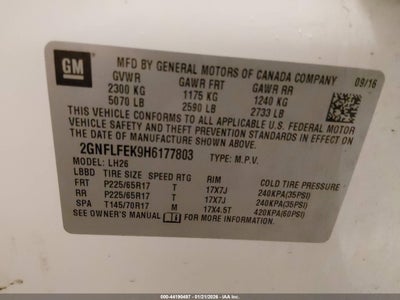 GM
MFD BY GENERAL MOTORS OF CANADA COMPANY
GVWR GAWR FRT GAWR RR 09/16
2300 KG 1175 KG 1240 KG
5070 LB 2590 LB 2733 LB
THIS VEHICLE CONFORMS TO ALL APPLICABLE U.S. FEDERAL MOTOR
VEHICLE SAFETY, BUMPER, AND THEFT PREVENTION STANDARDS IN
EFFECT ON THE DATE OF MANUFACTURE SHOWN ABOVE.
2GNFLFEK9H6177803 TYPE: M.P.V.
MODEL: LH26
LBBD TIRE SIZE SPEED RTG RIM COLD TIRE PRESSURE
FRT P225/65R17 T 17X7J 240KPA(35PSI)
RR P225/65R17 T 17X7J 240KPA(35PSI)
SPA T145/70R17 M 17X4.5T 420KPA(60PSI)
SEE OWNER'S MANUAL FOR MORE INFORMATION.
000-44190497 - 01/21/2026 - IAA Inc.